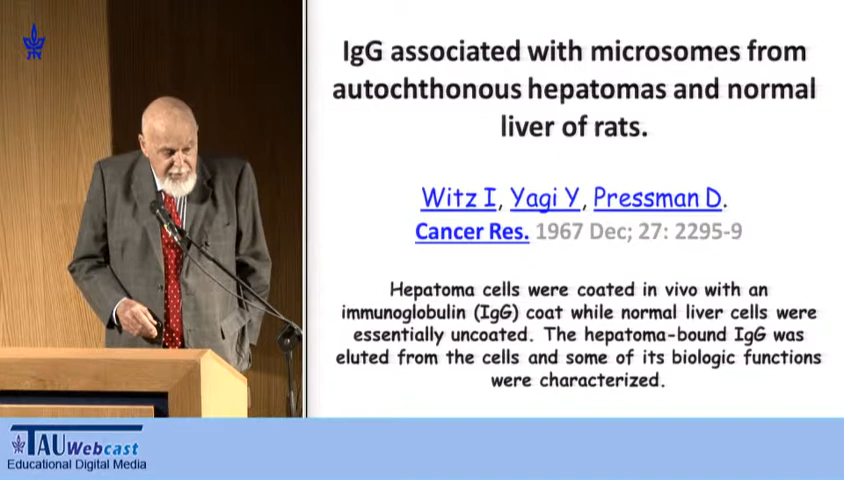 IgG associated with microsomes from
autochthonous hepatomas and normal
liver of rats.
Witz I, Yagi Y, Pressman D.
Cancer Res. 1967 Dec; 27: 2295-9
Hepatoma cells were coated in vivo with an
immunoglobulin (IgG) coat while normal liver cells were
essentially uncoated. The hepatoma-bound IgG was
eluted from the cells and some of its biologic functions
were characterized.
TAUWebcast
Educational Digital Media